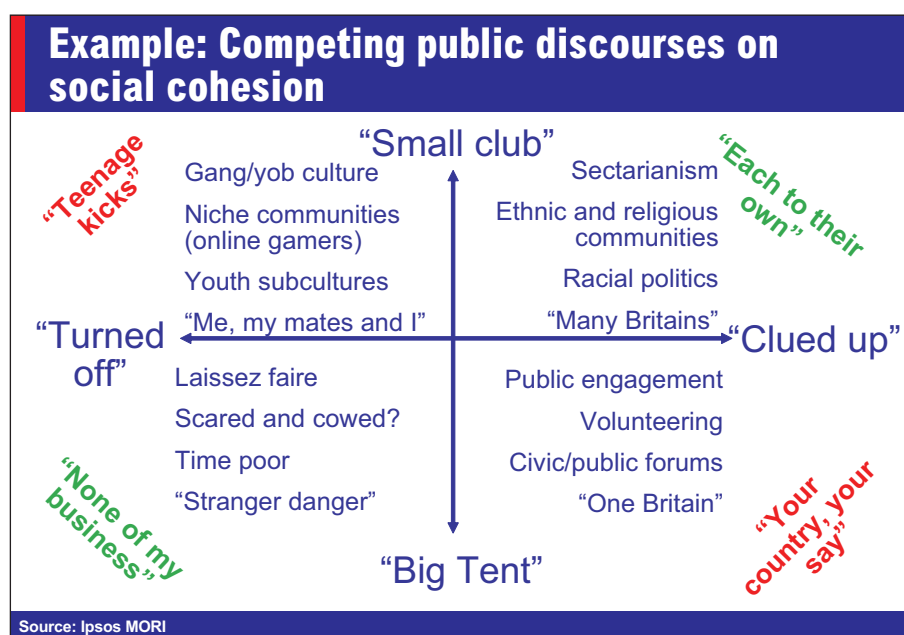 Example: Competing public discourses on
social cohesion
“Small club”
“Teenage
kicks”
Gang/yob culture
Niche communities
(online gamers)
Youth subcultures
“Me, my mates and I”
Sectarianism
Ethnic and religious
communities
Racial politics
“Many Britains”
“Each to their
own”
“Turned
off”
“Clued up”
Laissez faire
Scared and cowed?
Time poor
“Stranger danger”
“None of my
business”
Public engagement
Volunteering
Civic/public forums
“One Britain”
“Your
country, your
say”
“Big Tent”
Source: Ipsos MORI